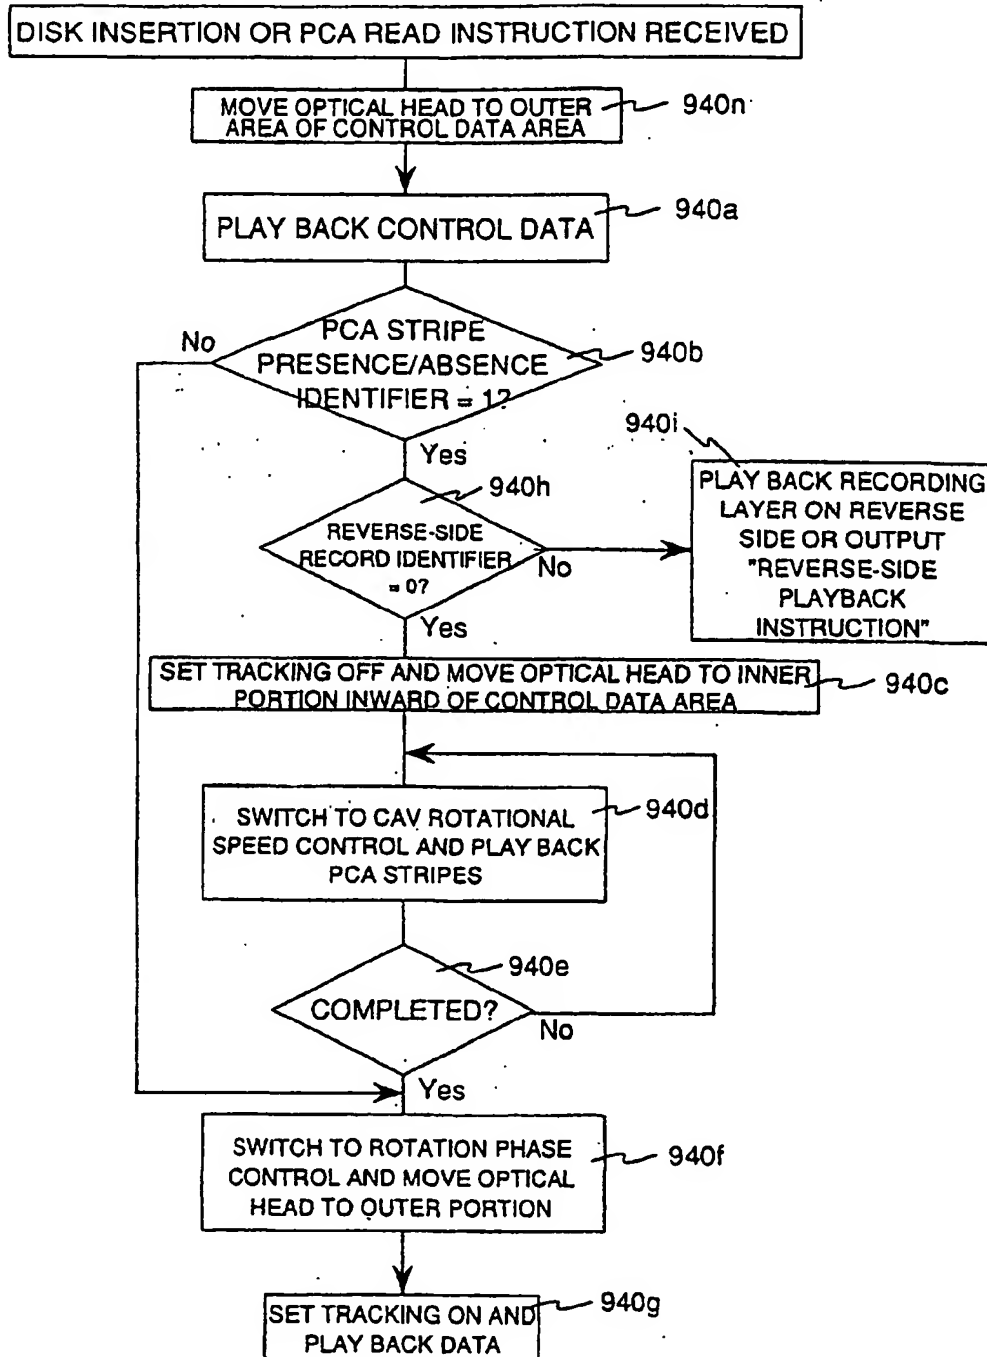 DISK INSERTION OR PCA READ INSTRUCTION RECEIVED
MOVE OPTICAL HEAD TO OUTER
AREA OF CONTROL DATA AREA
940n
PLAY BACK CONTROL DATA
940a
No
PCA STRIPE
PRESENCE/ABSENCE
IDENTIFIER = 1?
940b
Yes
940h
REVERSE-SIDE
RECORD IDENTIFIER
= 0?
No
Yes
940i
PLAY BACK RECORDING
LAYER ON REVERSE
SIDE OR OUTPUT
"REVERSE-SIDE
PLAYBACK
INSTRUCTION"
SET TRACKING OFF AND MOVE OPTICAL HEAD TO INNER
PORTION INWARD OF CONTROL DATA AREA
940c
SWITCH TO CAV ROTATIONAL
SPEED CONTROL AND PLAY BACK
PCA STRIPES
940d
940e
COMPLETED?
No
Yes
SWITCH TO ROTATION PHASE
CONTROL AND MOVE OPTICAL
HEAD TO OUTER PORTION
940f
SET TRACKING ON AND
PLAY BACK DATA
940g